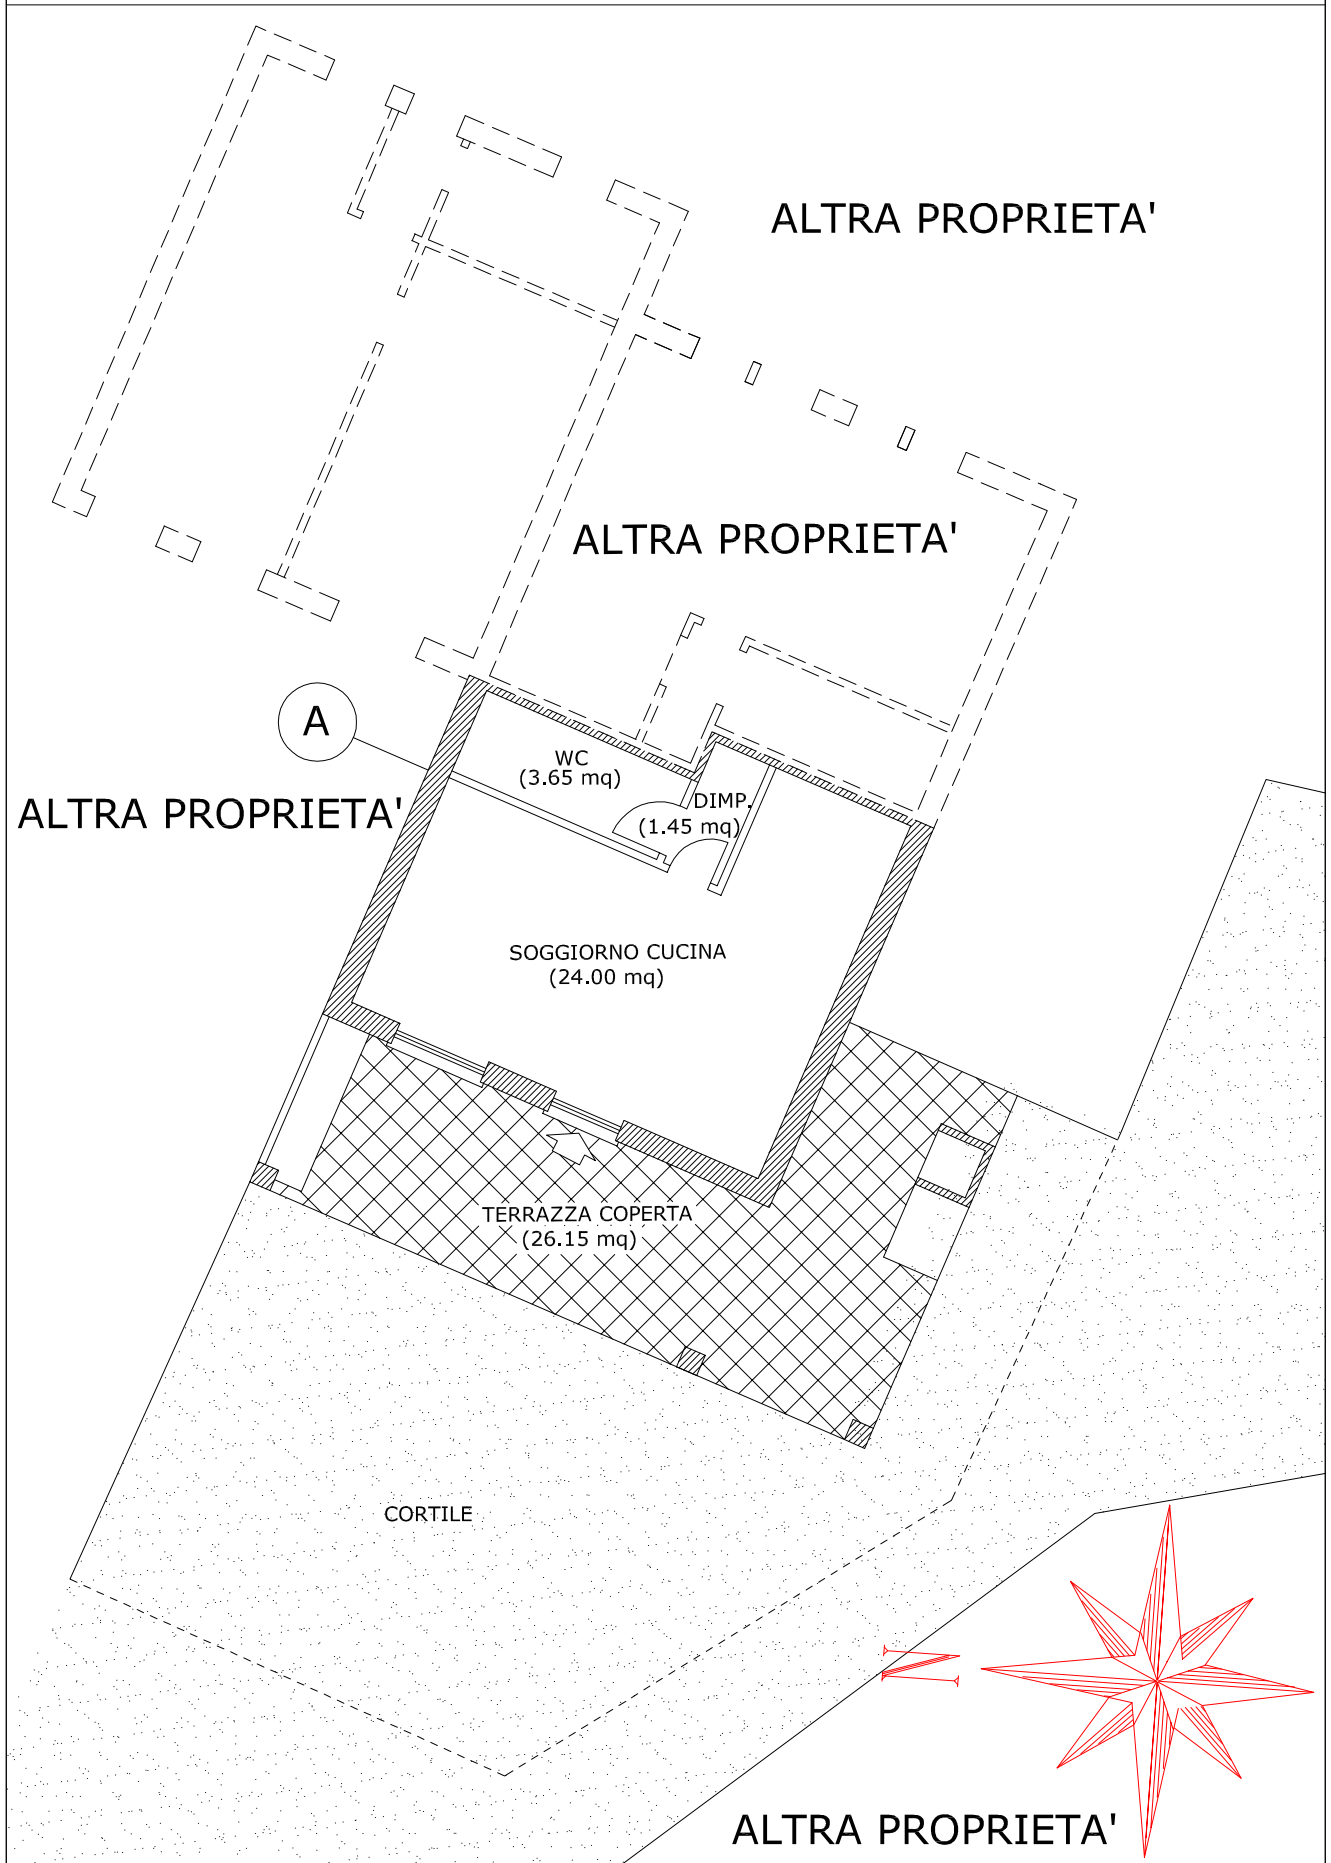 ALTRA PROPRIETA'
ALTRA PROPRIETA'
A
WC
(3.65 mq)
DIMP.
(1.45 mq)
ALTRA PROPRIETA'
SOGGIORNO CUCINA
(24.00 mq)
TERRAZZA COPERTA
(26.15 mq)
CORTILE
N
ALTRA PROPRIETA'